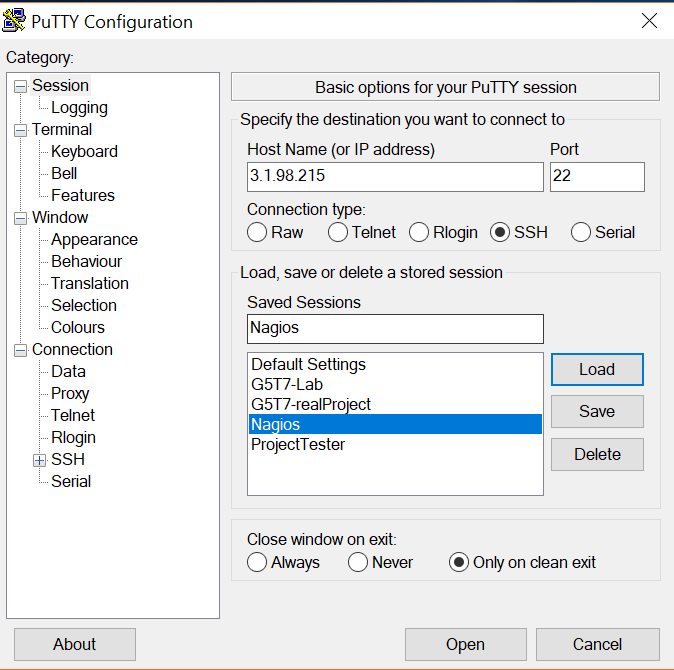 PuTTY Configuration
Category:
Session
Logging
Terminal
Keyboard
Bell
Features
Window
Appearance
Behaviour
Translation
Selection
Colours
Connection
Data
Proxy
Telnet
Rlogin
SSH
Serial
Basic options for your PuTTY session
Specify the destination you want to connect to
Host Name (or IP address) Port
3.1.98.215 22
Connection type:
Raw Telnet Rlogin SSH Serial
Load, save or delete a stored session
Saved Sessions
Nagios
Default Settings
G5T7-Lab
G5T7-realProject
Nagios
ProjectTester
Load
Save
Delete
Close window on exit:
Always Never Only on clean exit
About Open Cancel